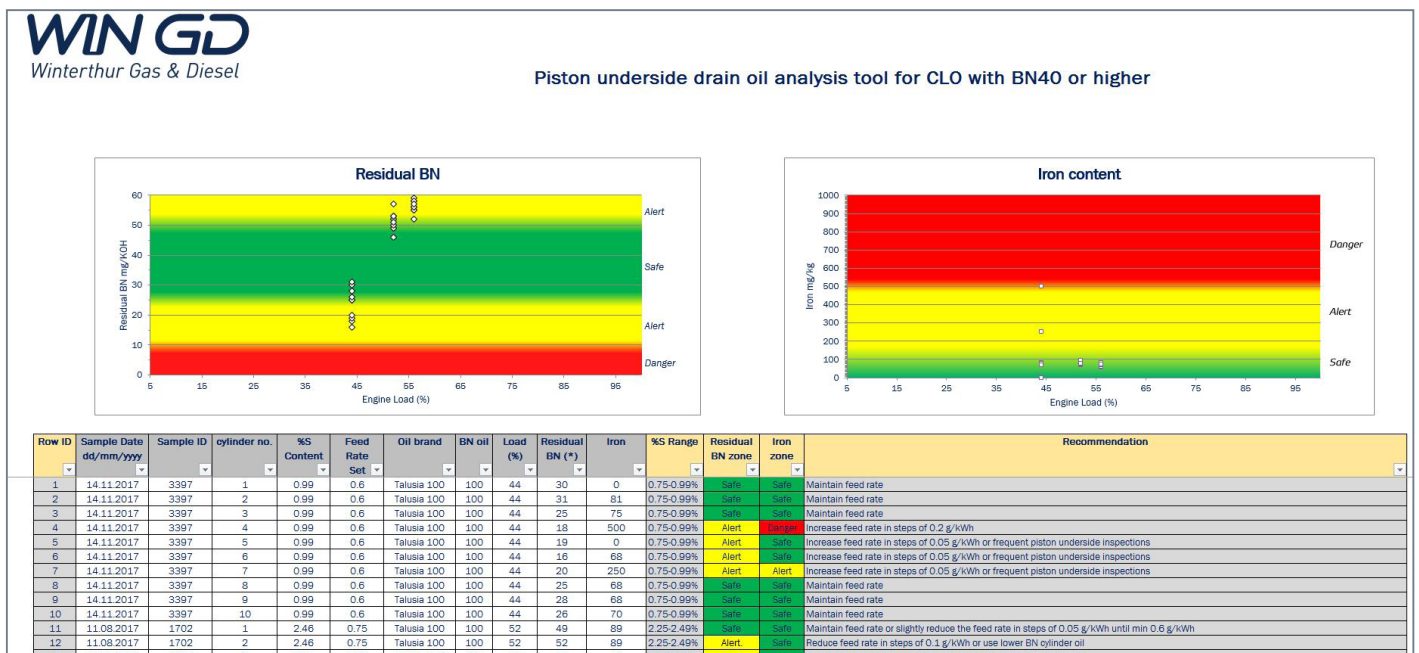 WIN GD
Winterthur Gas & Diesel
Piston underside drain oil analysis tool for CLO with BN40 or higher
Residual BN
60
50
40
30
20
10
0
Residual BN mg/KOH
5 15 25 35 45 55 65 75 85 95
Engine Load (%)
Alert
Safe
Alert
Danger
Iron content
1000
900
800
700
600
500
400
300
200
100
0
Iron mg/kg
5 15 25 35 45 55 65 75 85 95
Engine Load (%)
Danger
Alert
Safe
Row ID Sample Date Sample ID cylinder no. %S Feed Oil brand BN oil Load Residual Iron %S Range Residual Iron Recommendation
dd/mm/yyyy Content Rate (%) BN (*) BN zone zone
Set
1 14.11.2017 3397 1 0.99 0.6 Talusia 100 100 44 30 0 0.75-0.99% Safe Safe Maintain feed rate
2 14.11.2017 3397 2 0.99 0.6 Talusia 100 100 44 31 81 0.75-0.99% Safe Safe Maintain feed rate
3 14.11.2017 3397 3 0.99 0.6 Talusia 100 100 44 25 75 0.75-0.99% Safe Safe Maintain feed rate
4 14.11.2017 3397 4 0.99 0.6 Talusia 100 100 44 18 500 0.75-0.99% Alert Danger Increase feed rate in steps of 0.2 g/kWh
5 14.11.2017 3397 5 0.99 0.6 Talusia 100 100 44 19 0 0.75-0.99% Alert Safe Increase feed rate in steps of 0.05 g/kWh or frequent piston underside inspections
6 14.11.2017 3397 6 0.99 0.6 Talusia 100 100 44 16 68 0.75-0.99% Alert Safe Increase feed rate in steps of 0.05 g/kWh or frequent piston underside inspections
7 14.11.2017 3397 7 0.99 0.6 Talusia 100 100 44 20 250 0.75-0.99% Alert Alert Increase feed rate in steps of 0.05 g/kWh or frequent piston underside inspections
8 14.11.2017 3397 8 0.99 0.6 Talusia 100 100 44 25 68 0.75-0.99% Safe Safe Maintain feed rate
9 14.11.2017 3397 9 0.99 0.6 Talusia 100 100 44 28 68 0.75-0.99% Safe Safe Maintain feed rate
10 14.11.2017 3397 10 0.99 0.6 Talusia 100 100 44 26 70 0.75-0.99% Safe Safe Maintain feed rate
11 11.08.2017 1702 1 2.46 0.75 Talusia 100 100 52 49 89 2.25-2.49% Safe Safe Maintain feed rate or slightly reduce the feed rate in steps of 0.05 g/kWh until min 0.6 g/kWh
12 11.08.2017 1702 2 2.46 0.75 Talusia 100 100 52 52 89 2.25-2.49% Alert. Safe Reduce feed rate in steps of 0.1 g/kWh or use lower BN cylinder oil